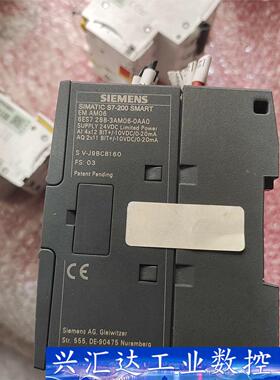 SIEMENS
SIMATIC S7-200 SMART
EM AM06
6ES7 288-3AM06-0AA0
SUPPLY 24VDC Limited Power
AI 4x12 BIT+/-10VDC/0-20mA
AQ 2x11 BIT+/-10VDC/0-20mA
S V-J9BC8160
FS: 03
Patent Pending
CE
Siemens AG, Gleiwitzer
Str. 555, DE-90475 Nuremberg
兴汇达工业数控